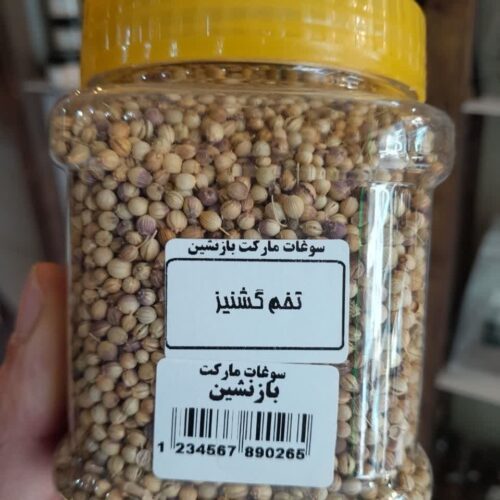 سوغات مارکت بازنشین
تخم گشنیز
سوغات مارکت
بازنشین
1 234567 890265